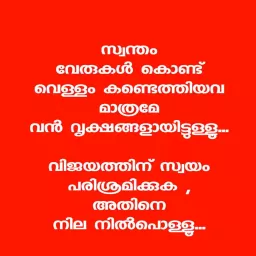 സ്വന്തം
വേരുകൾ കൊണ്ട്
വെള്ളം കണ്ടെത്തിയവ
മാത്രമേ
വൻ വൃക്ഷങ്ങളായിട്ടുള്ളൂ...
വിജയത്തിന് സ്വയം
പരിശ്രമിക്കുക ,
അതിനെ
നില നിൽപൊള്ളൂ...